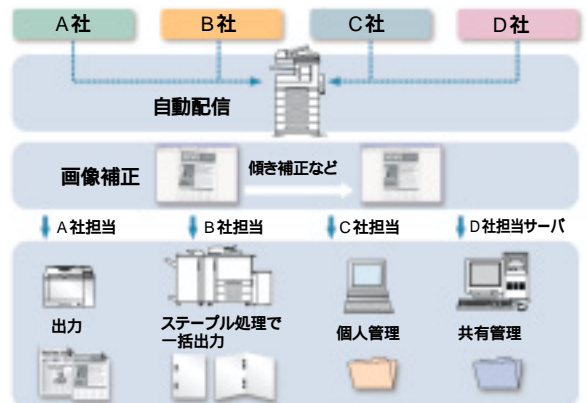 A社 B社 C社 D社
自動配信
画像補正
傾き補正など
A社担当 B社担当 C社担当 D社担当サーバ
出力
ステープル処理で
一括出力
個人管理
共有管理